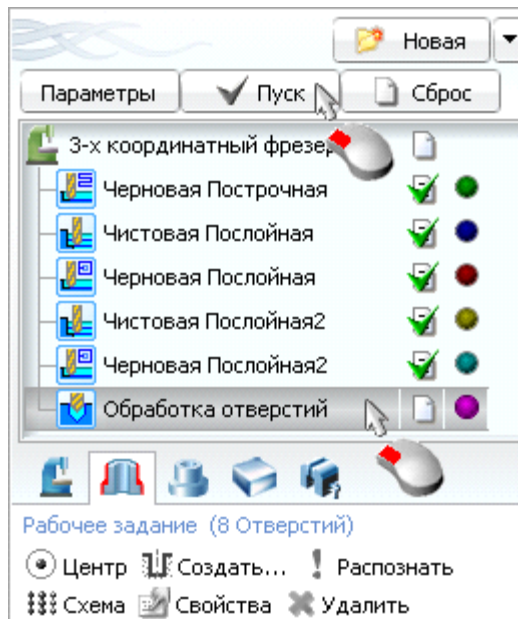 Новая
Параметры Пуск Сброс
3-х координатный фрезер
Черновая Построчная
Чистовая Послойная
Черновая Послойная
Чистовая Послойная2
Черновая Послойная2
Обработка отверстий
Рабочее задание (8 Отверстий)
Центр Создать... Распознать
Схема Свойства Удалить